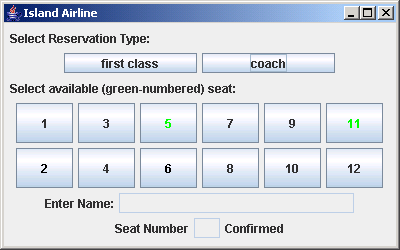 Island Airline
Select Reservation Type:
first class coach
Select available (green-numbered) seat:
1 3 5 7 9 11
2 4 6 8 10 12
Enter Name:
Seat Number Confirmed